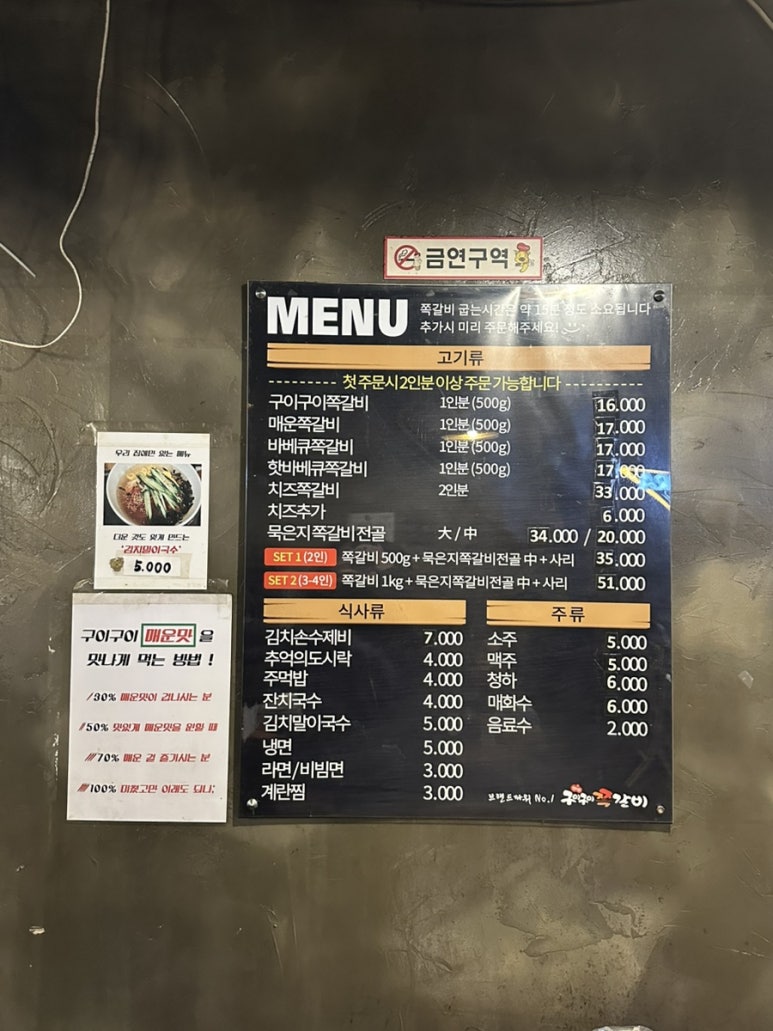 금연구역
MENU
쪽갈비 굽는시간은 약 15분 정도 소요됩니다
추가시 미리 주문해주세요!
고기류
첫 주문시 2인분 이상 주문 가능합니다
구이구이쪽갈비 1인분 (500g) 16.000
매운쪽갈비 1인분 (500g) 17.000
바베큐쪽갈비 1인분 (500g) 17.000
핫바베큐쪽갈비 1인분 (500g) 17.000
치즈쪽갈비 2인분 33.000
치즈추가 6.000
묵은지 쪽갈비 전골 大 / 中 34.000 / 20.000
SET 1 (2인) 쪽갈비 500g + 묵은지쪽갈비전골 中 + 사리 35.000
SET 2 (3-4인) 쪽갈비 1kg + 묵은지쪽갈비전골 中 + 사리 51.000
식사류
김치손수제비 7.000
추억의도시락 4.000
주먹밥 4.000
잔치국수 4.000
김치말이국수 5.000
냉면 5.000
라면/비빔면 3.000
계란찜 3.000
주류
소주 5.000
맥주 5.000
청하 6.000
매화수 6.000
음료수 2.000
브랜드파워 No.1 구이구이 쪽갈비
우리 집에만 있는 메뉴
다운 것도 맞게 만드는
'김치말이국수'
5.000
구이구이 매운맛을
맛나게 먹는 방법 !
/30% 매운맛이 겁나시는 분
//50% 맛있게 매운맛을 원할 때
///70% 매운 걸 즐기시는 분
////100%